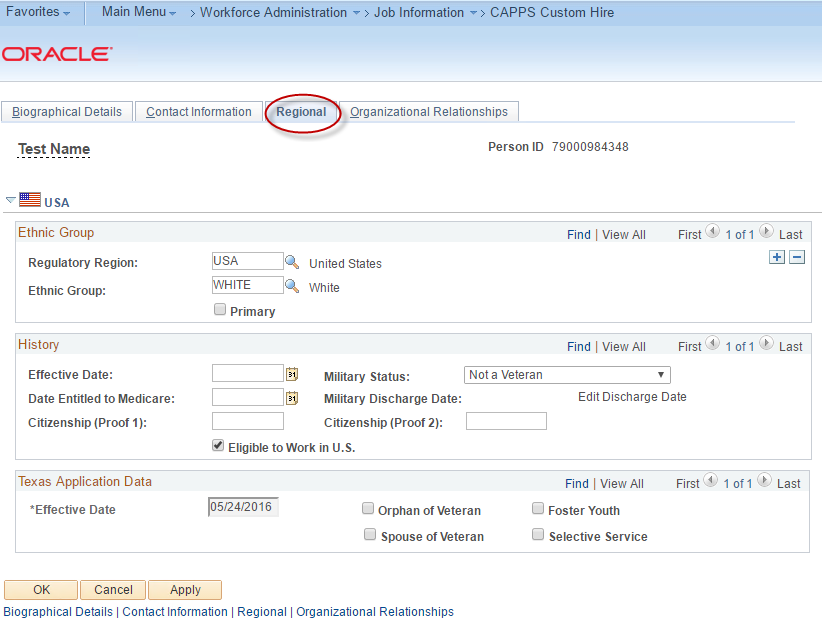 Favorites Main Menu > Workforce Administration > Job Information > CAPPS Custom Hire
ORACLE
Biographical Details Contact Information Regional Organizational Relationships
Test Name Person ID 79000984348
USA
Ethnic Group Find | View All First 1 of 1 Last
Regulatory Region: USA United States
Ethnic Group: WHITE White
Primary
History Find | View All First 1 of 1 Last
Effective Date: 31 Military Status: Not a Veteran
Date Entitled to Medicare: 31 Military Discharge Date: Edit Discharge Date
Citizenship (Proof 1): Citizenship (Proof 2):
Eligible to Work in U.S.
Texas Application Data Find | View All First 1 of 1 Last
*Effective Date 05/24/2016 Orphan of Veteran Foster Youth
Spouse of Veteran Selective Service
OK Cancel Apply
Biographical Details | Contact Information | Regional | Organizational Relationships